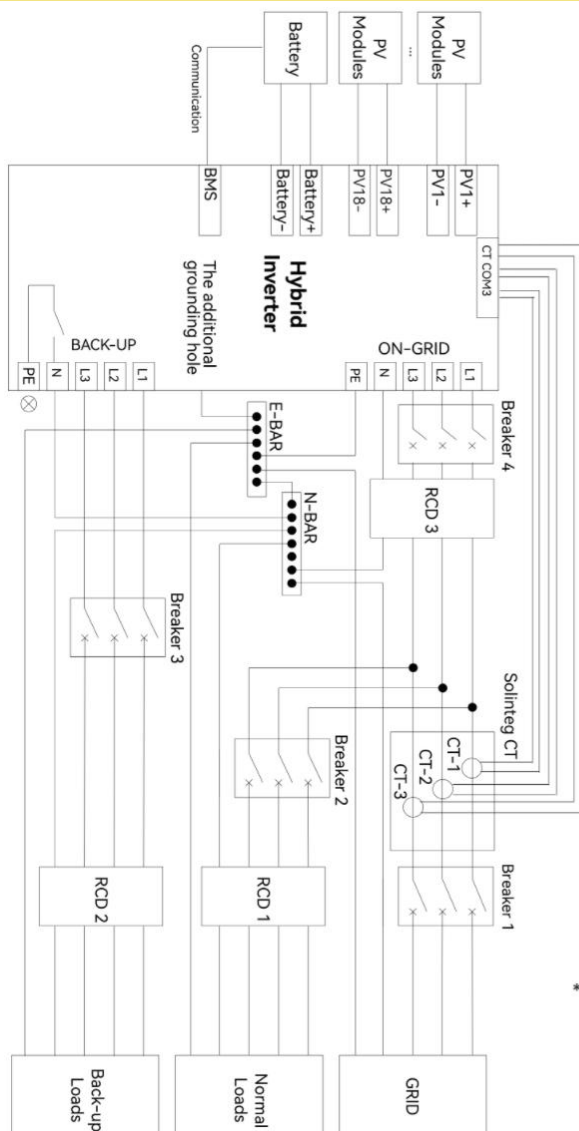 Battery
PV
Modules
...
PV
Modules
Communication
BMS
Battery-
Battery+
PV18-
PV18+
PV1-
PV1+
CT COM3
Hybrid
Inverter
The additional
grounding hole
BACK-UP
ON-GRID
PE
N
L3
L2
L1
PE
N
L3
L2
L1
E-BAR
N-BAR
Breaker 4
RCD 3
Breaker 3
Breaker 2
Solinteg CT
CT-1
CT-2
CT-3
Breaker 1
RCD 2
RCD 1
*
Back-up
Loads
Normal
Loads
GRID